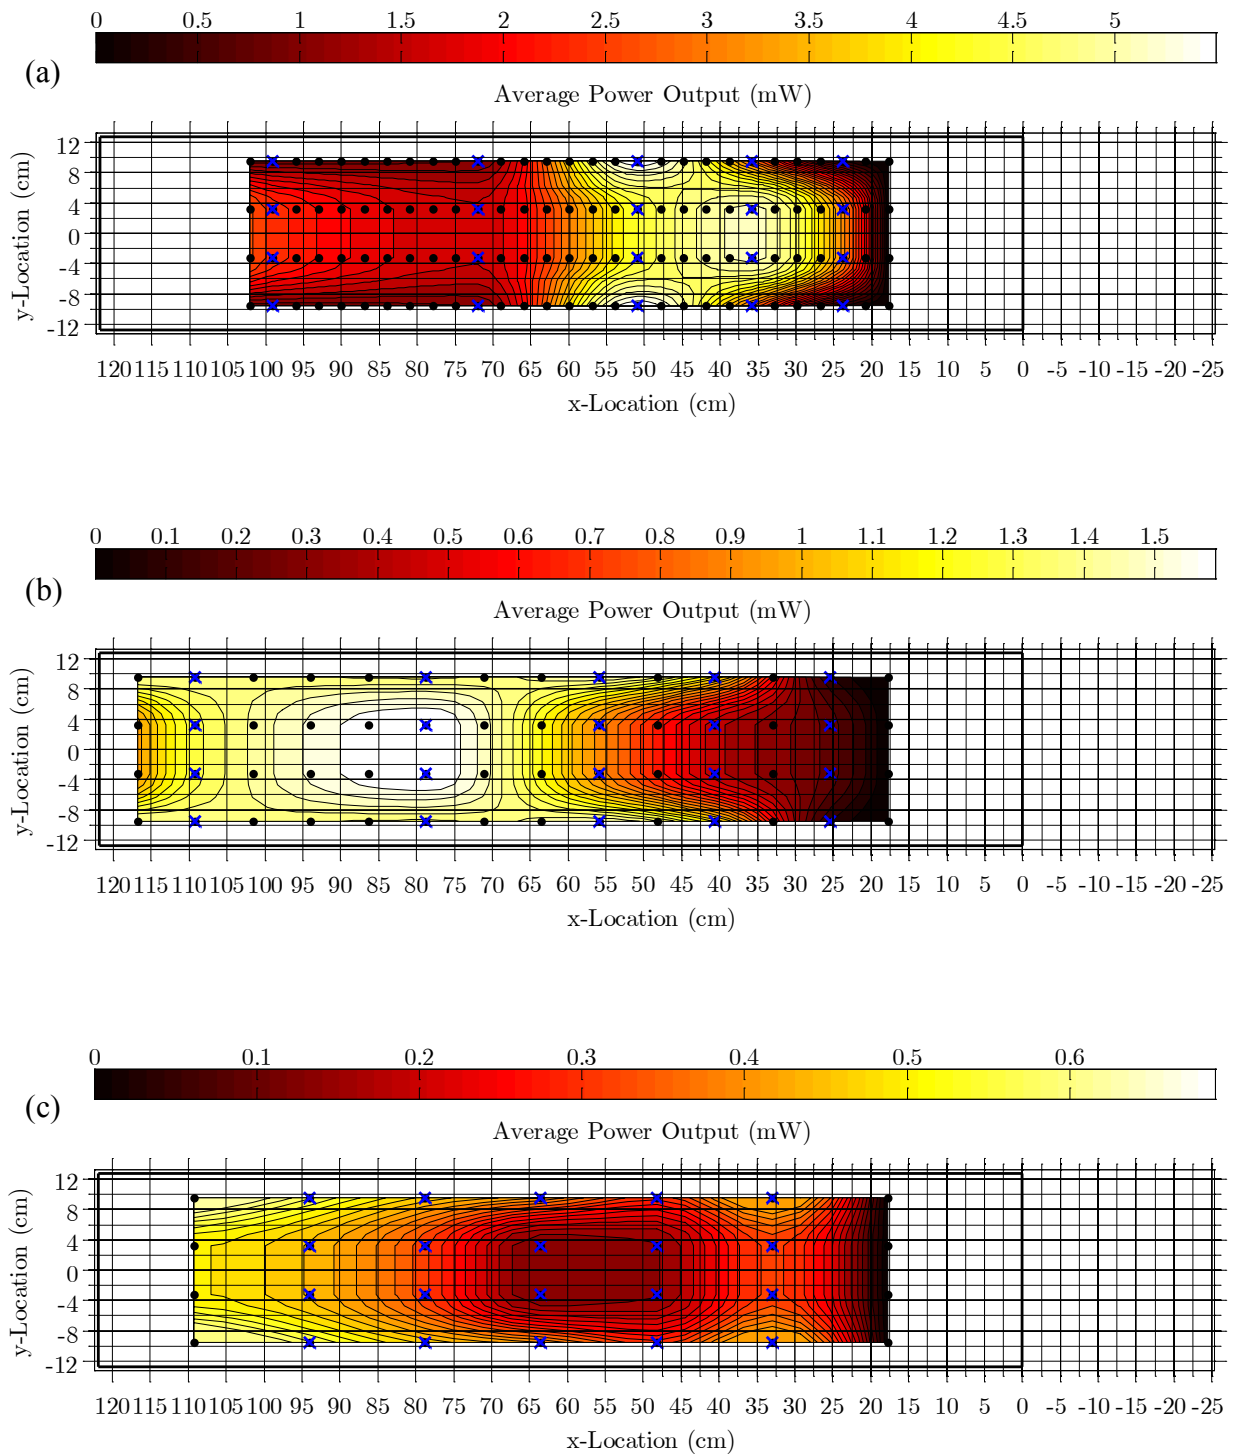 0 0.5 1 1.5 2 2.5 3 3.5 4 4.5 5
(a)
Average Power Output (mW)
12
8
4
0
-4
-8
-12
y-Location (cm)
120 115 110 105 100 95 90 85 80 75 70 65 60 55 50 45 40 35 30 25 20 15 10 5 0 -5 -10 -15 -20 -25
x-Location (cm)
0 0.1 0.2 0.3 0.4 0.5 0.6 0.7 0.8 0.9 1 1.1 1.2 1.3 1.4 1.5
(b)
Average Power Output (mW)
12
8
4
0
-4
-8
-12
y-Location (cm)
120 115 110 105 100 95 90 85 80 75 70 65 60 55 50 45 40 35 30 25 20 15 10 5 0 -5 -10 -15 -20 -25
x-Location (cm)
0 0.1 0.2 0.3 0.4 0.5 0.6
(c)
Average Power Output (mW)
12
8
4
0
-4
-8
-12
y-Location (cm)
120 115 110 105 100 95 90 85 80 75 70 65 60 55 50 45 40 35 30 25 20 15 10 5 0 -5 -10 -15 -20 -25
x-Location (cm)